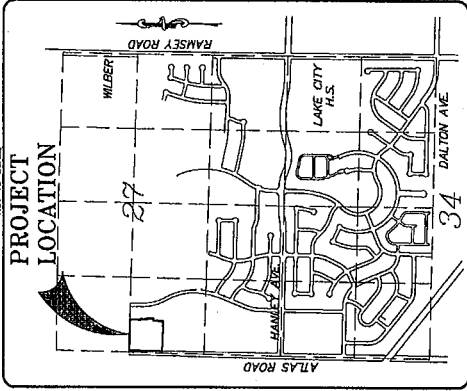 PROJECT
LOCATION
RAMSEY ROAD
WILBER
27
LAKE CITY
H.S.
HANLEY AVE.
DALTON AVE.
34
ATLAS ROAD